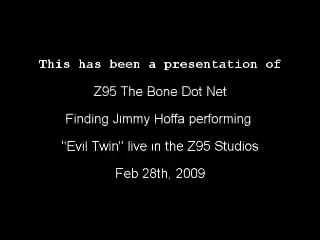 This has been a presentation of
Z95 The Bone Dot Net
Finding Jimmy Hoffa performing
"Evil Twin" live in the Z95 Studios
Feb 28th, 2009